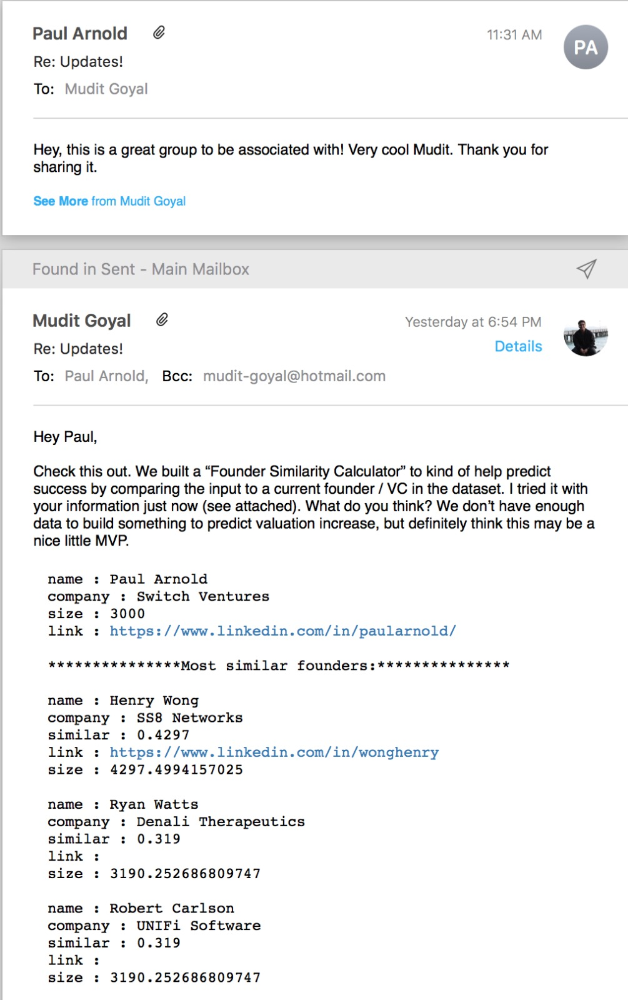 Paul Arnold
11:31 AM
PA
Re: Updates!
To: Mudit Goyal
Hey, this is a great group to be associated with! Very cool Mudit. Thank you for
sharing it.
See More from Mudit Goyal
Found in Sent - Main Mailbox
Mudit Goyal
Yesterday at 6:54 PM
Re: Updates!
Details
To: Paul Arnold, Bcc: mudit-goyal@hotmail.com
Hey Paul,
Check this out. We built a “Founder Similarity Calculator” to kind of help predict
success by comparing the input to a current founder / VC in the dataset. I tried it with
your information just now (see attached). What do you think? We don’t have enough
data to build something to predict valuation increase, but definitely think this may be a
nice little MVP.
name : Paul Arnold
company : Switch Ventures
size : 3000
link : https://www.linkedin.com/in/paularnold/
***************Most similar founders:***************
name : Henry Wong
company : SS8 Networks
similar : 0.4297
link : https://www.linkedin.com/in/wonghenry
size : 4297.4994157025
name : Ryan Watts
company : Denali Therapeutics
similar : 0.319
link :
size : 3190.252686809747
name : Robert Carlson
company : UNIFi Software
similar : 0.319
link :
size : 3190.252686809747